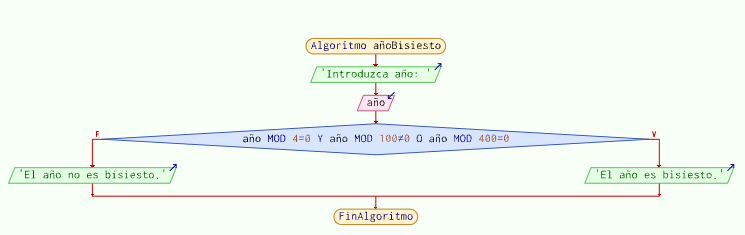 Algoritmo añoBisiesto
'Introduzca año: '
año
F
V
año MOD 4=0 Y año MOD 100≠0 O año MOD 400=0
'El año no es bisiesto.'
'El año es bisiesto.'
FinAlgoritmo